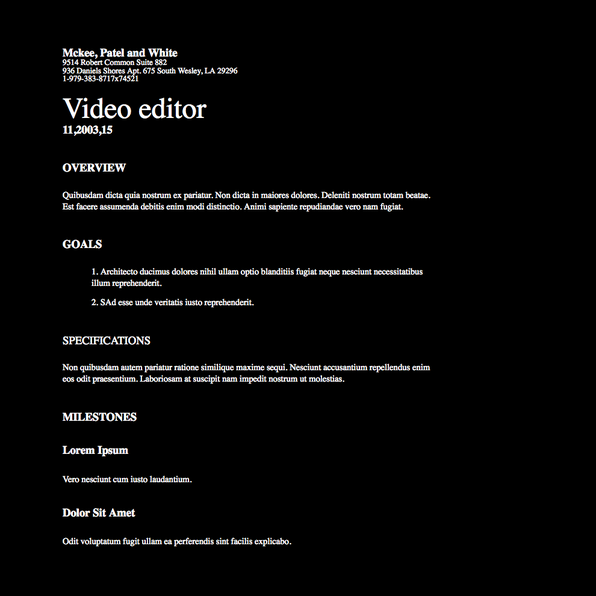 Mckee, Patel and White
9514 Robert Common Suite 882
936 Daniels Shores Apt. 675 South Wesley, LA 29296
1-979-383-8717x74521
Video editor
11,2003,15
OVERVIEW
Quibusdam dicta quia nostrum ex pariatur. Non dicta in maiores dolores. Deleniti nostrum totam beatae.
Est facere assumenda debitis enim modi distinctio. Animi sapiente repudiandae vero nam fugiat.
GOALS
1. Architecto ducimus dolores nihil ullam optio blanditiis fugiat neque nesciunt necessitatibus
illum reprehenderit.
2. SAd esse unde veritatis iusto reprehenderit.
SPECIFICATIONS
Non quibusdam autem pariatur ratione similique maxime sequi. Nesciunt accusantium repellendus enim
eos odit praesentium. Laboriosam at suscipit nam impedit nostrum ut molestias.
MILESTONES
Lorem Ipsum
Vero nesciunt cum iusto laudantium.
Dolor Sit Amet
Odit voluptatum fugit ullam ea perferendis sint facilis explicabo.